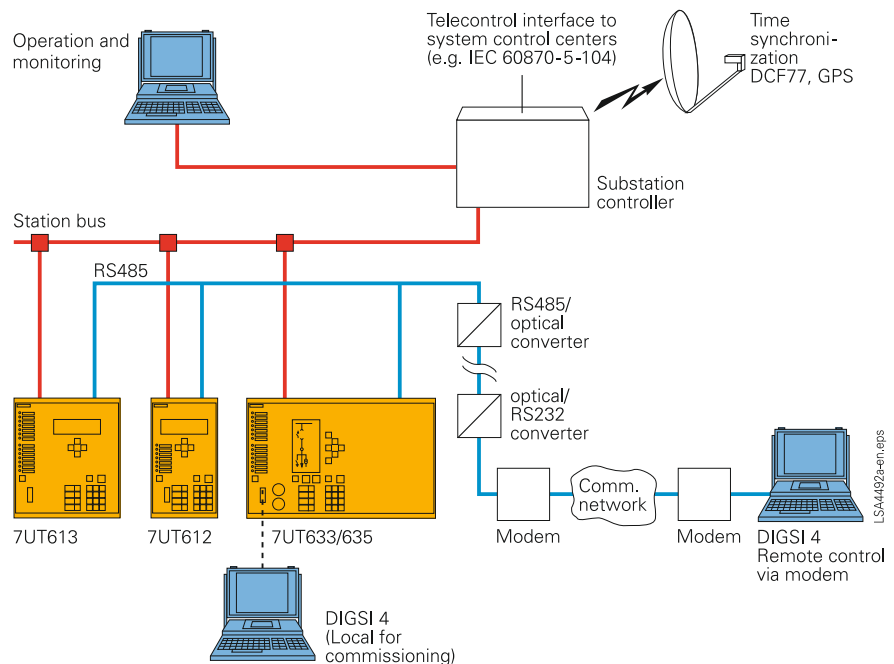 Operation and
monitoring
Telecontrol interface to
system control centers
(e.g. IEC 60870-5-104)
Time
synchroni-
zation
DCF77, GPS
Substation
controller
Station bus
RS485
RS485/
optical
converter
optical/
RS232
converter
Comm.
network
Modem
Modem
DIGSI 4
Remote control
via modem
7UT613
7UT612
7UT633/635
DIGSI 4
(Local for
commissioning)
LSA4492a-en.eps